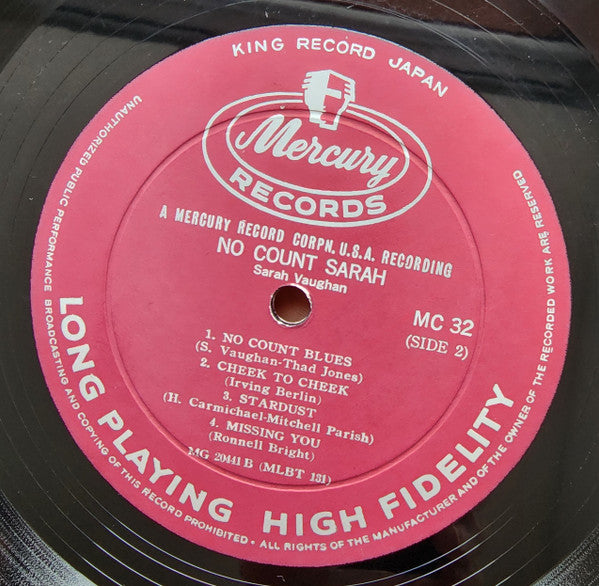 KING RECORD JAPAN
Mercury
RECORDS
A MERCURY RECORD CORPN. U.S.A. RECORDING
NO COUNT SARAH
Sarah Vaughan
MC 32
(SIDE 2)
1. NO COUNT BLUES
(S. Vaughan-Thad Jones)
2. CHEEK TO CHEEK
(Irving Berlin)
3. STARDUST
(H. Carmichael-Mitchell Parish)
4. MISSING YOU
(Ronnell Bright)
MG 20441 B (MLBT 131)
LONG PLAYING HIGH FIDELITY
UNAUTHORIZED PUBLIC PERFORMANCE BROADCASTING AND COPYING OF THIS RECORD PROHIBITED • ALL RIGHTS OF THE MANUFACTURER AND OF THE OWNER OF THE RECORDED WORK ARE RESERVED